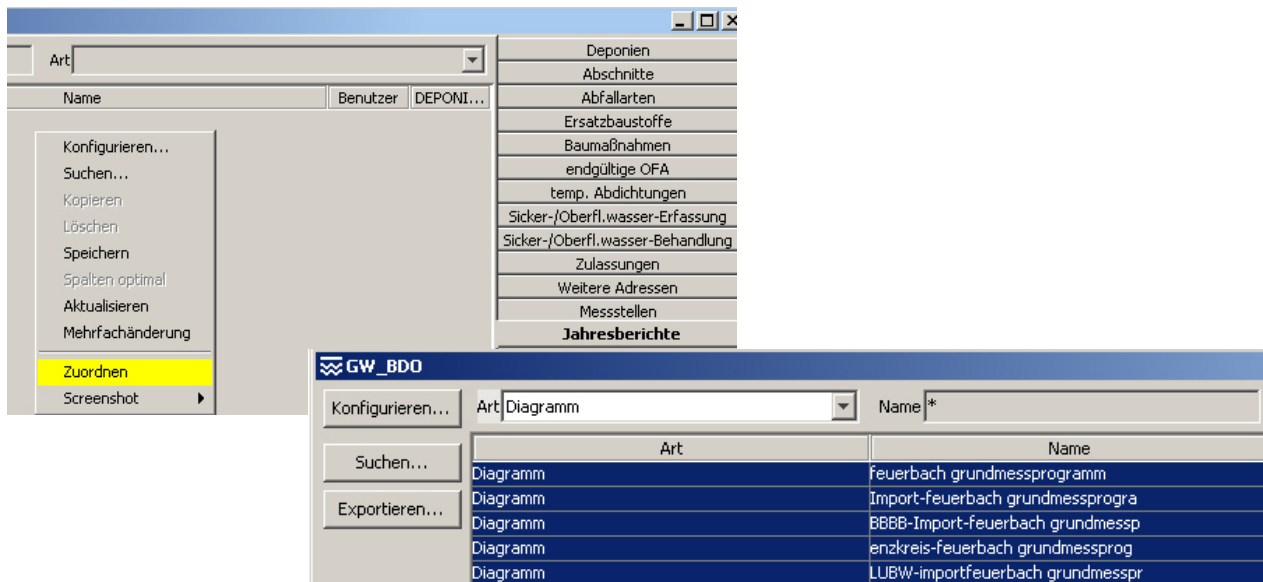 Art
Name Benutzer DEPONI...
Konfigurieren...
Suchen...
Kopieren
Löschen
Speichern
Spalten optimal
Aktualisieren
Mehrfachänderung
Zuordnen
Screenshot
Deponien
Abschnitte
Abfallarten
Ersatzbaustoffe
Baumaßnahmen
endgültige OFA
temp. Abdichtungen
Sicker-/Oberfl.wasser-Erfassung
Sicker-/Oberfl.wasser-Behandlung
Zulassungen
Weitere Adressen
Messstellen
Jahresberichte
GW_BDO
Konfigurieren... Art Diagramm Name *
Suchen...
Exportieren...
Art Name
Diagramm feuerbach grundmessprogramm
Diagramm Import-feuerbach grundmessprogra
Diagramm BBBB-Import-feuerbach grundmessp
Diagramm enzkreis-feuerbach grundmessprog
Diagramm LUBW-importfeuerbach grundmesspr